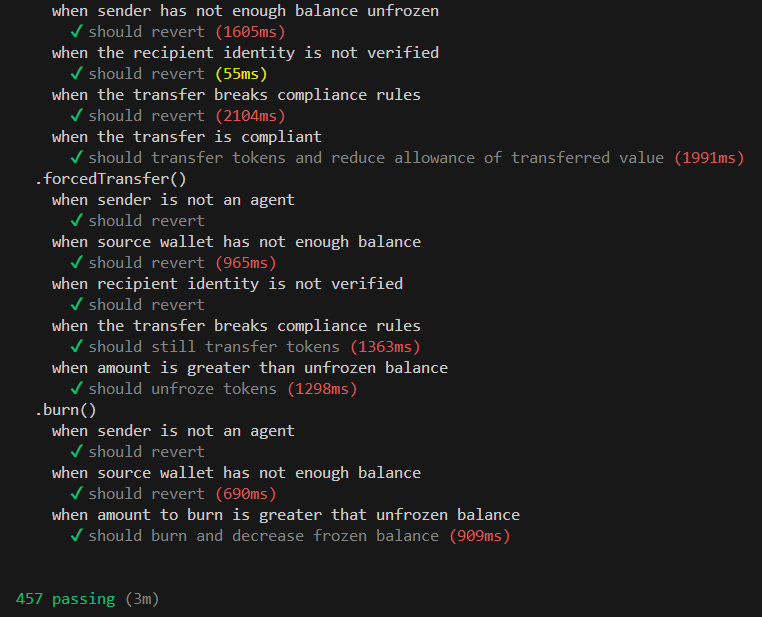 when sender has not enough balance unfrozen
✓ should revert (1605ms)
when the recipient identity is not verified
✓ should revert (55ms)
when the transfer breaks compliance rules
✓ should revert (2104ms)
when the transfer is compliant
✓ should transfer tokens and reduce allowance of transferred value (1991ms)
.forcedTransfer()
when sender is not an agent
✓ should revert
when source wallet has not enough balance
✓ should revert (965ms)
when recipient identity is not verified
✓ should revert
when the transfer breaks compliance rules
✓ should still transfer tokens (1363ms)
when amount is greater than unfrozen balance
✓ should unfroze tokens (1298ms)
.burn()
when sender is not an agent
✓ should revert
when source wallet has not enough balance
✓ should revert (690ms)
when amount to burn is greater that unfrozen balance
✓ should burn and decrease frozen balance (909ms)
457 passing (3m)